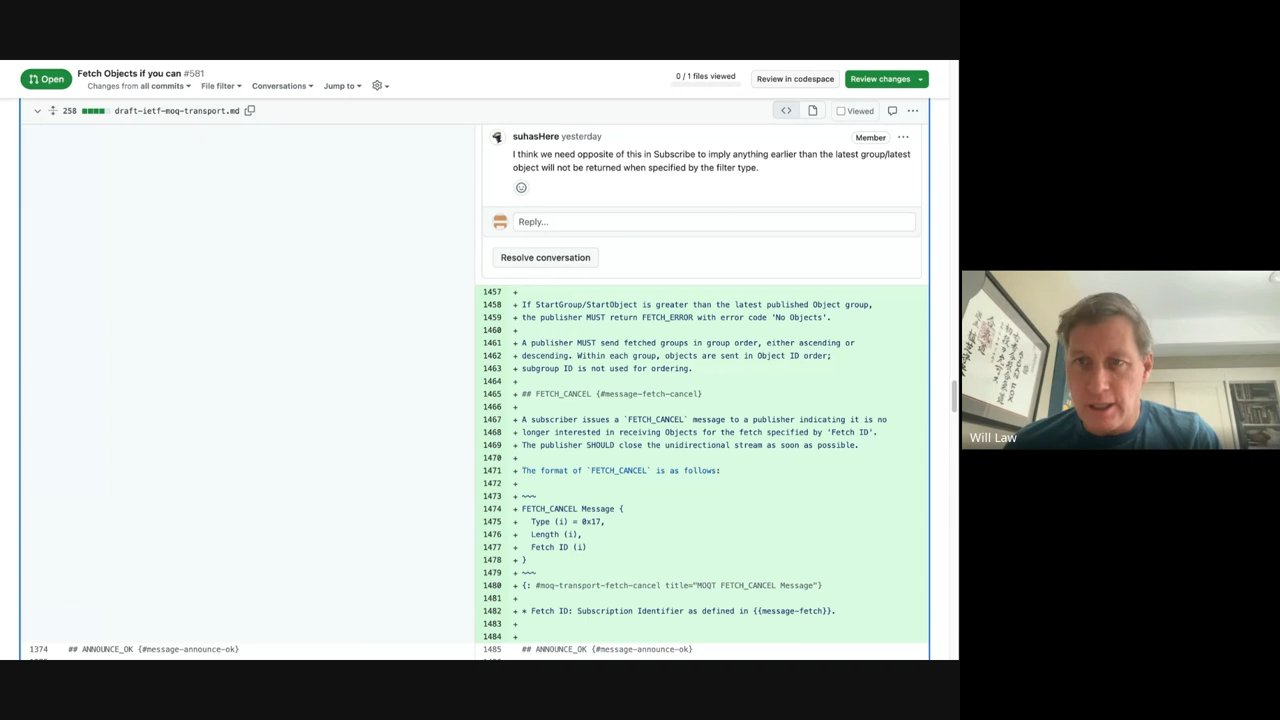 Open
Fetch Objects if you can #581
Changes from all commits
File filter
Conversations
Jump to
0 / 1 files viewed
Review in codespace
Review changes
258
draft-ietf-moq-transport.md
Viewed
suhasHere yesterday
Member
I think we need opposite of this in Subscribe to imply anything earlier than the latest group/latest
object will not be returned when specified by the filter type.
Reply...
Resolve conversation
1457 +
1458 + If StartGroup/StartObject is greater than the latest published Object group,
1459 + the publisher MUST return FETCH_ERROR with error code 'No Objects'.
1460 +
1461 + A publisher MUST send fetched groups in group order, either ascending or
1462 + descending. Within each group, objects are sent in Object ID order;
1463 + subgroup ID is not used for ordering.
1464 +
1465 + ## FETCH_CANCEL {#message-fetch-cancel}
1466 +
1467 + A subscriber issues a `FETCH_CANCEL` message to a publisher indicating it is no
1468 + longer interested in receiving Objects for the fetch specified by 'Fetch ID'.
1469 + The publisher SHOULD close the unidirectional stream as soon as possible.
1470 +
1471 + The format of `FETCH_CANCEL` is as follows:
1472 +
1473 + ~~~
1474 + FETCH_CANCEL Message {
1475 + Type (i) = 0x17,
1476 + Length (i),
1477 + Fetch ID (i)
1478 + }
1479 + ~~~
1480 + {: #moq-transport-fetch-cancel title="MOQT FETCH_CANCEL Message"}
1481 +
1482 + * Fetch ID: Subscription Identifier as defined in {{message-fetch}}.
1483 +
1484 +
1374 ## ANNOUNCE_OK {#message-announce-ok}
1485 ## ANNOUNCE_OK {#message-announce-ok}
Will Law